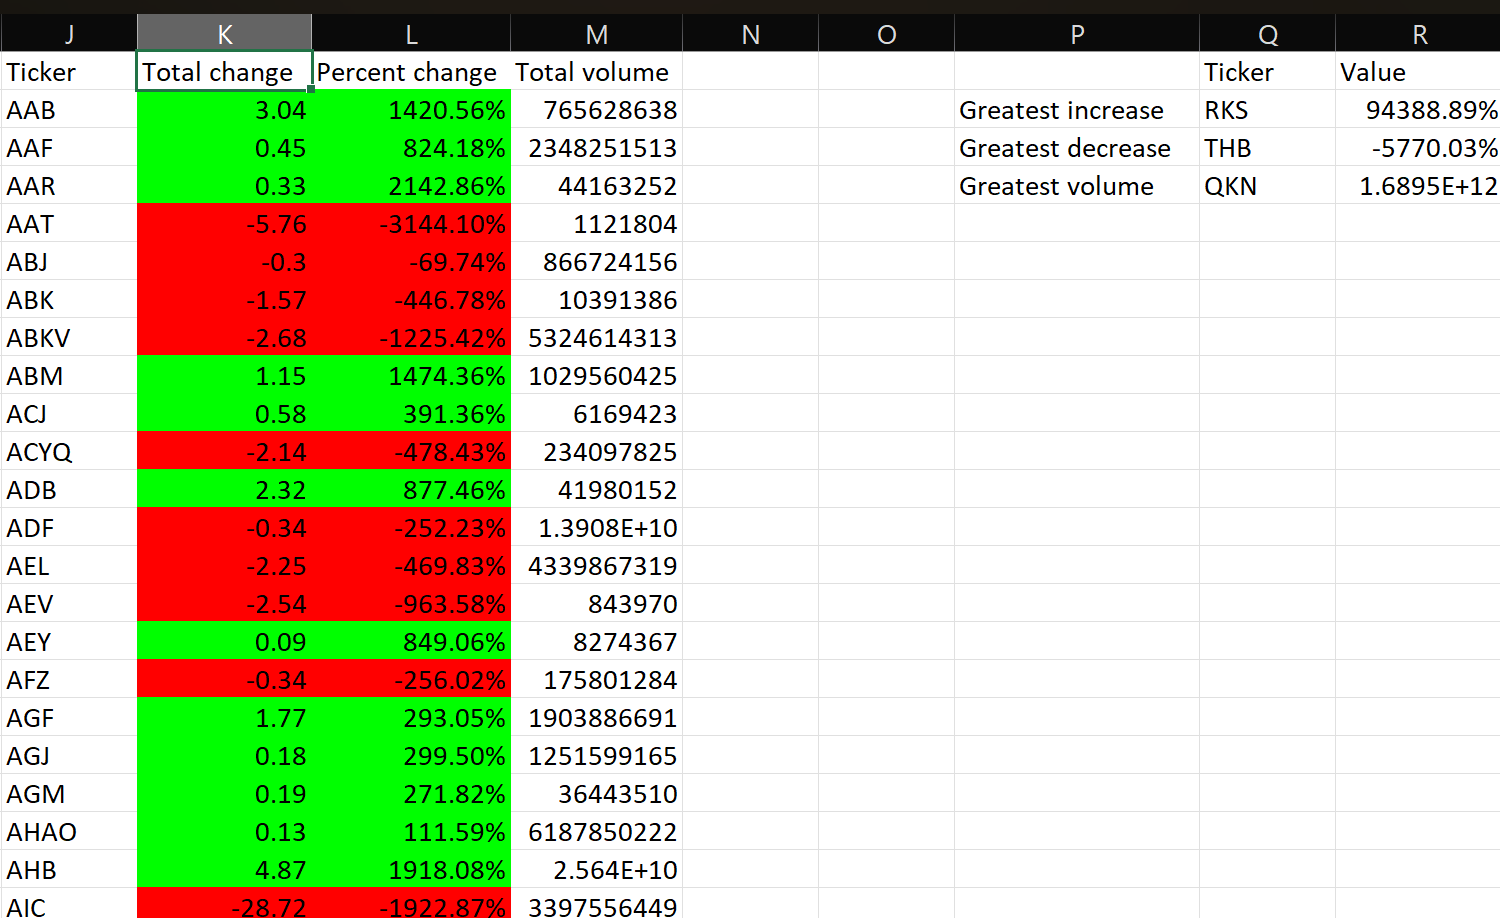 J K L M N O P Q R
Ticker Total change Percent change Total volume Ticker Value
AAB 3.04 1420.56% 765628638 Greatest increase RKS 94388.89%
AAF 0.45 824.18% 2348251513 Greatest decrease THB -5770.03%
AAR 0.33 2142.86% 44163252 Greatest volume QKN 1.6895E+12
AAT -5.76 -3144.10% 1121804
ABJ -0.3 -69.74% 866724156
ABK -1.57 -446.78% 10391386
ABKV -2.68 -1225.42% 5324614313
ABM 1.15 1474.36% 1029560425
ACJ 0.58 391.36% 6169423
ACYQ -2.14 -478.43% 234097825
ADB 2.32 877.46% 41980152
ADF -0.34 -252.23% 1.3908E+10
AEL -2.25 -469.83% 4339867319
AEV -2.54 -963.58% 843970
AEY 0.09 849.06% 8274367
AFZ -0.34 -256.02% 175801284
AGF 1.77 293.05% 1903886691
AGJ 0.18 299.50% 1251599165
AGM 0.19 271.82% 36443510
AHAO 0.13 111.59% 6187850222
AHB 4.87 1918.08% 2.564E+10
AIC -28.72 -1922.87% 3397556449